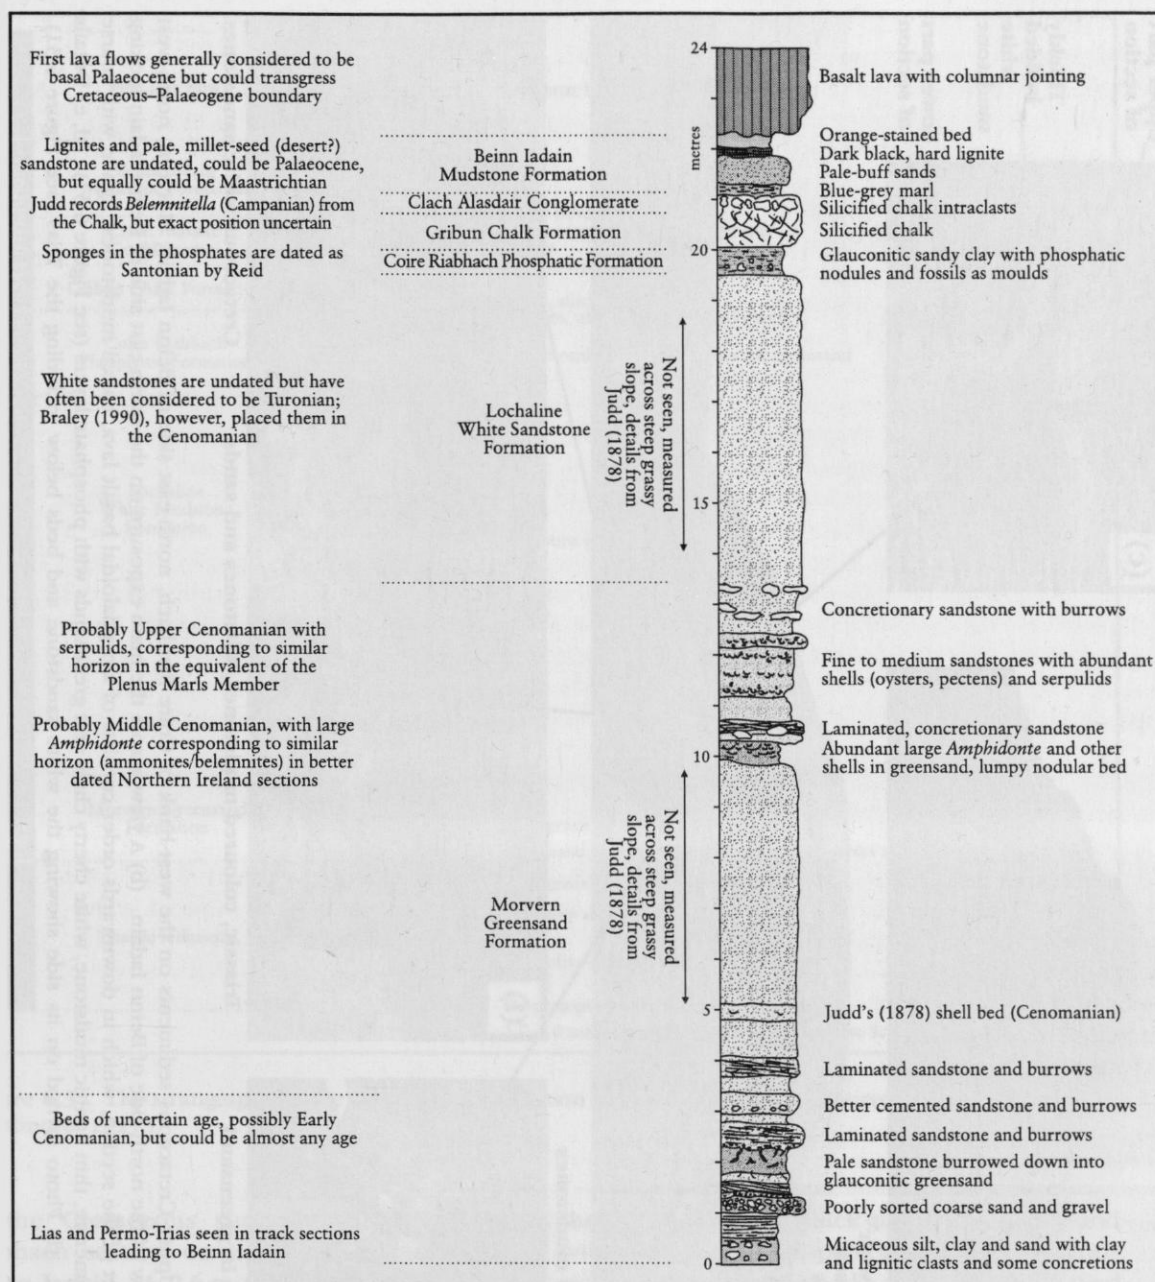 First lava flows generally considered to be
basal Palaeocene but could transgress
Cretaceous–Palaeogene boundary
Lignites and pale, millet-seed (desert?)
sandstone are undated, could be Palaeocene,
but equally could be Maastrichtian
Judd records Belemnitella (Campanian) from
the Chalk, but exact position uncertain
Sponges in the phosphates are dated as
Santonian by Reid
White sandstones are undated but have
often been considered to be Turonian;
Braley (1990), however, placed them in
the Cenomanian
Probably Upper Cenomanian with
serpulids, corresponding to similar
horizon in the equivalent of the
Plenus Marls Member
Probably Middle Cenomanian, with large
Amphidonte corresponding to similar
horizon (ammonites/belemnites) in better
dated Northern Ireland sections
Beds of uncertain age, possibly Early
Cenomanian, but could be almost any age
Lias and Permo-Trias seen in track sections
leading to Beinn Iadain
Beinn Iadain
Mudstone Formation
Clach Alasdair Conglomerate
Gribun Chalk Formation
Coire Riabhach Phosphatic Formation
Lochaline
White Sandstone
Formation
Morvern
Greensand
Formation
Not seen, measured
across steep grassy
slope, details from
Judd (1878)
Not seen, measured
across steep grassy
slope, details from
Judd (1878)
24
metres
20
15
10
5
0
Basalt lava with columnar jointing
Orange-stained bed
Dark black, hard lignite
Pale-buff sands
Blue-grey marl
Silicified chalk intraclasts
Silicified chalk
Glauconitic sandy clay with phosphatic
nodules and fossils as moulds
Concretionary sandstone with burrows
Fine to medium sandstones with abundant
shells (oysters, pectens) and serpulids
Laminated, concretionary sandstone
Abundant large Amphidonte and other
shells in greensand, lumpy nodular bed
Judd's (1878) shell bed (Cenomanian)
Laminated sandstone and burrows
Better cemented sandstone and burrows
Laminated sandstone and burrows
Pale sandstone burrowed down into
glauconitic greensand
Poorly sorted coarse sand and gravel
Micaceous silt, clay and sand with clay
and lignitic clasts and some concretions